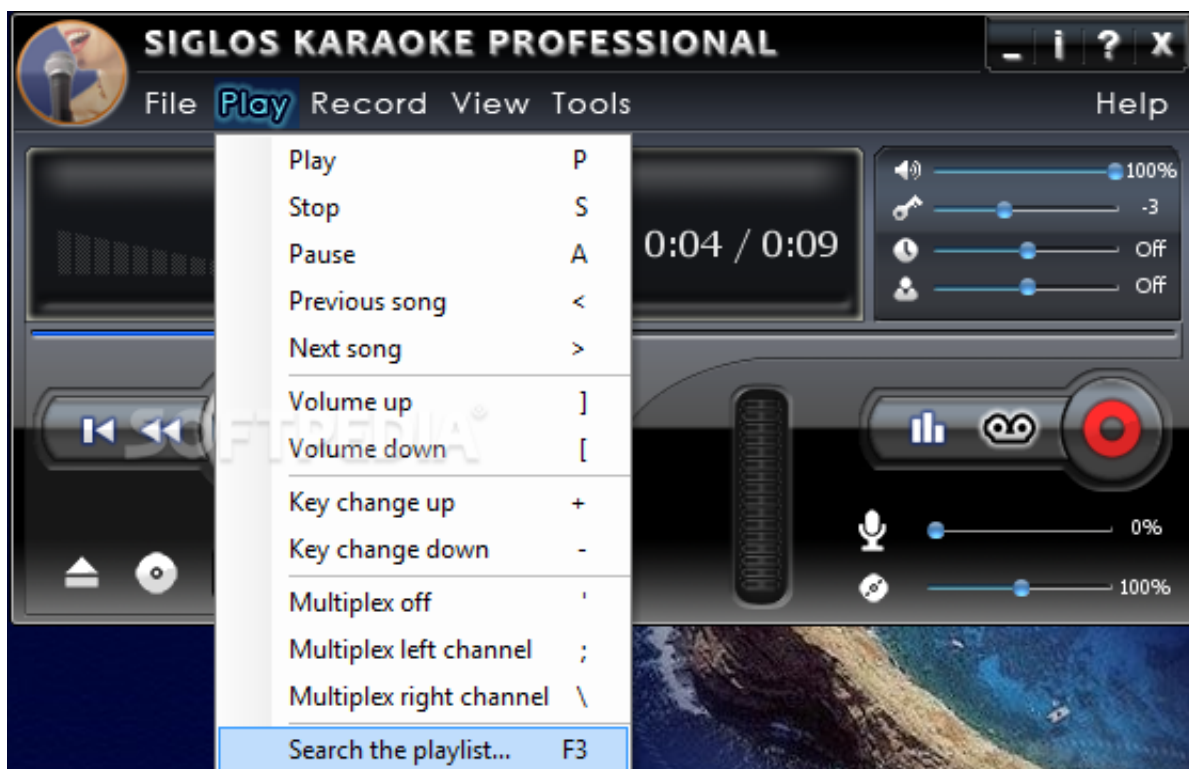 SIGLOS KARAOKE PROFESSIONAL
_ i ? X
File Play Record View Tools Help
Play P
Stop S
Pause A
Previous song <
Next song >
Volume up ]
Volume down [
Key change up +
Key change down -
Multiplex off '
Multiplex left channel ;
Multiplex right channel \
Search the playlist... F3
0:04 / 0:09
100%
-3
Off
Off
SOFTPEDIA®
0%
100%